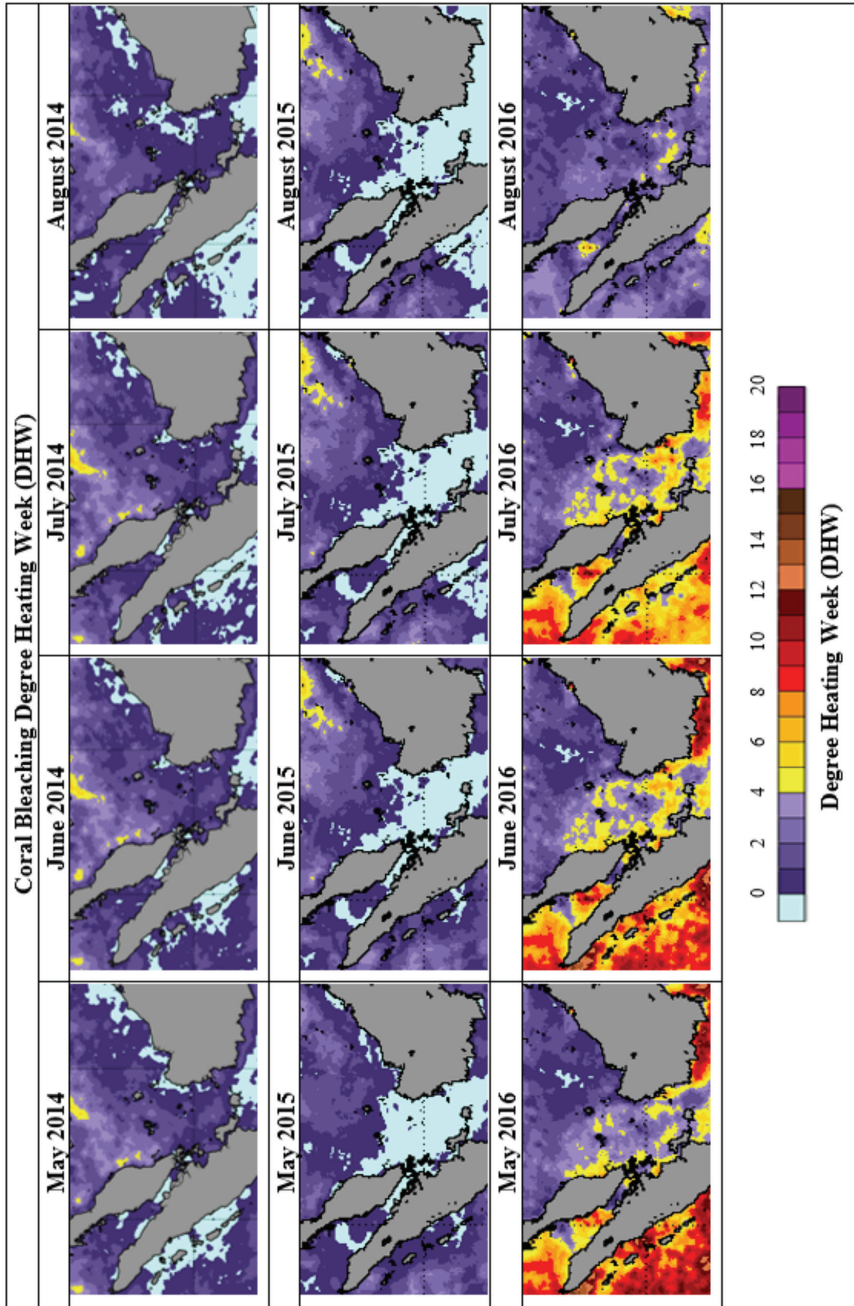 Coral Bleaching Degree Heating Week (DHW)
May 2014
June 2014
July 2014
August 2014
May 2015
June 2015
July 2015
August 2015
May 2016
June 2016
July 2016
August 2016
0 2 4 6 8 10 12 14 16 18 20
Degree Heating Week (DHW)